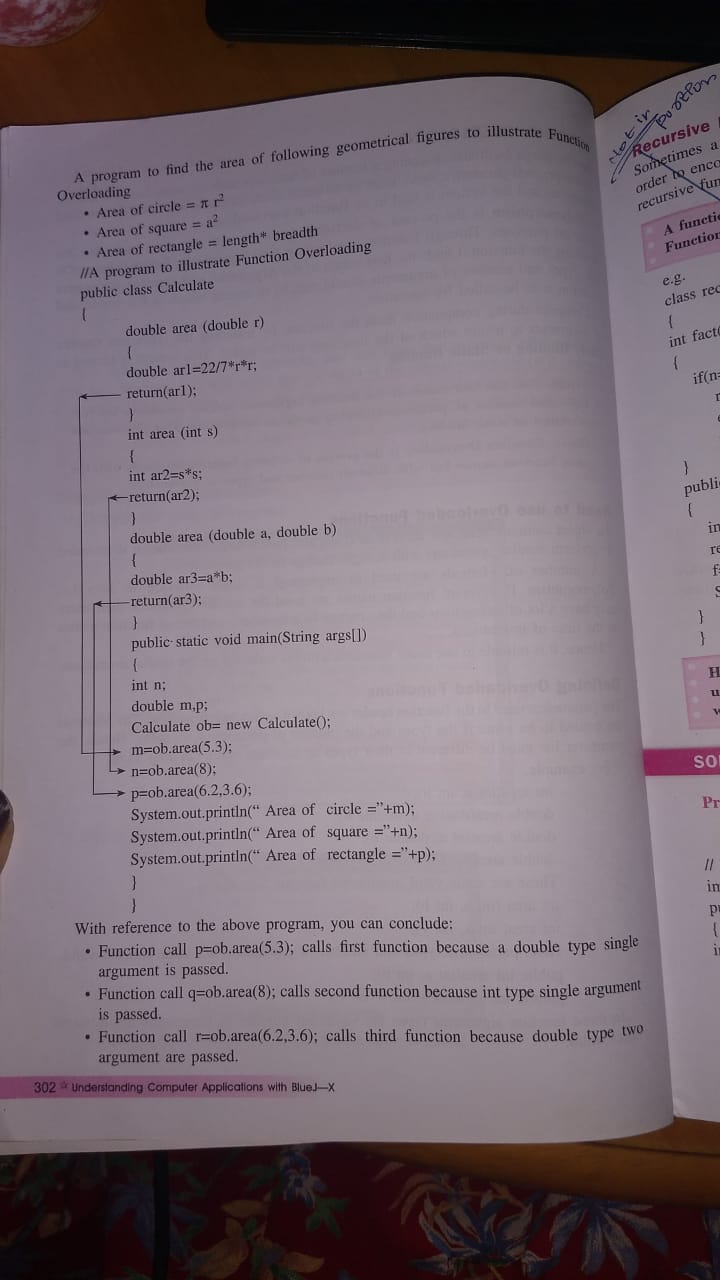 A program to find the area of following geometrical figures to illustrate Function
Overloading
• Area of circle = π r²
• Area of square = a²
• Area of rectangle = length* breadth
//A program to illustrate Function Overloading
public class Calculate
{
double area (double r)
{
double ar1=22/7*r*r;
return(ar1);
}
int area (int s)
{
int ar2=s*s;
return(ar2);
}
double area (double a, double b)
{
double ar3=a*b;
return(ar3);
}
public static void main(String args[])
{
int n;
double m,p;
Calculate ob= new Calculate();
m=ob.area(5.3);
n=ob.area(8);
p=ob.area(6.2,3.6);
System.out.println(“ Area of circle =”+m);
System.out.println(“ Area of square =”+n);
System.out.println(“ Area of rectangle =”+p);
}
}
With reference to the above program, you can conclude:
• Function call p=ob.area(5.3); calls first function because a double type single
argument is passed.
• Function call q=ob.area(8); calls second function because int type single argument
is passed.
• Function call r=ob.area(6.2,3.6); calls third function because double type two
argument are passed.
302 ☆ Understanding Computer Applications with BlueJ—X
Not in
portion
Recursive
Sometimes a
order to enco
recursive fun
A functio
Function
e.g.
class rec
{
int fact(
{
if(n=
}
publi
{
in
re
f=
S
}
}
H
u
w
SO
Pr
//
in
pu
{
in